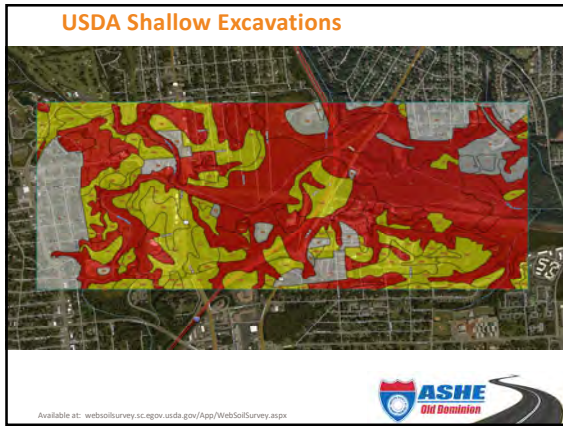 USDA Shallow Excavations
Available at: websoilsurvey.sc.egov.usda.gov/App/WebSoilSurvey.aspx
ASHE
Old Dominion